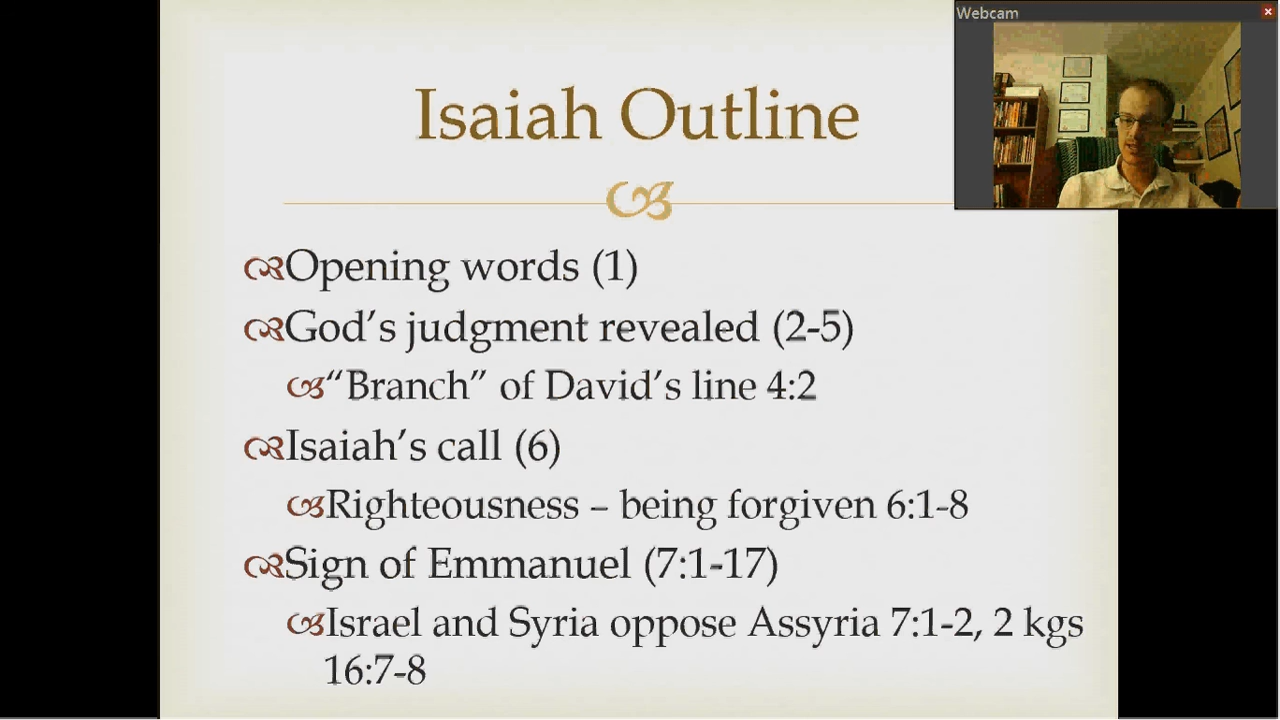 Webcam
Isaiah Outline
Opening words (1)
God's judgment revealed (2-5)
“Branch” of David's line 4:2
Isaiah's call (6)
Righteousness – being forgiven 6:1-8
Sign of Emmanuel (7:1-17)
Israel and Syria oppose Assyria 7:1-2, 2 kgs
16:7-8